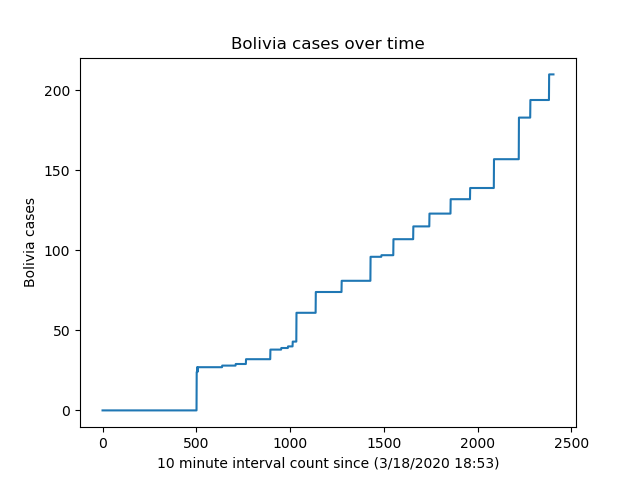 Bolivia cases over time
200
150
100
50
0
Bolivia cases
0 500 1000 1500 2000 2500
10 minute interval count since (3/18/2020 18:53)